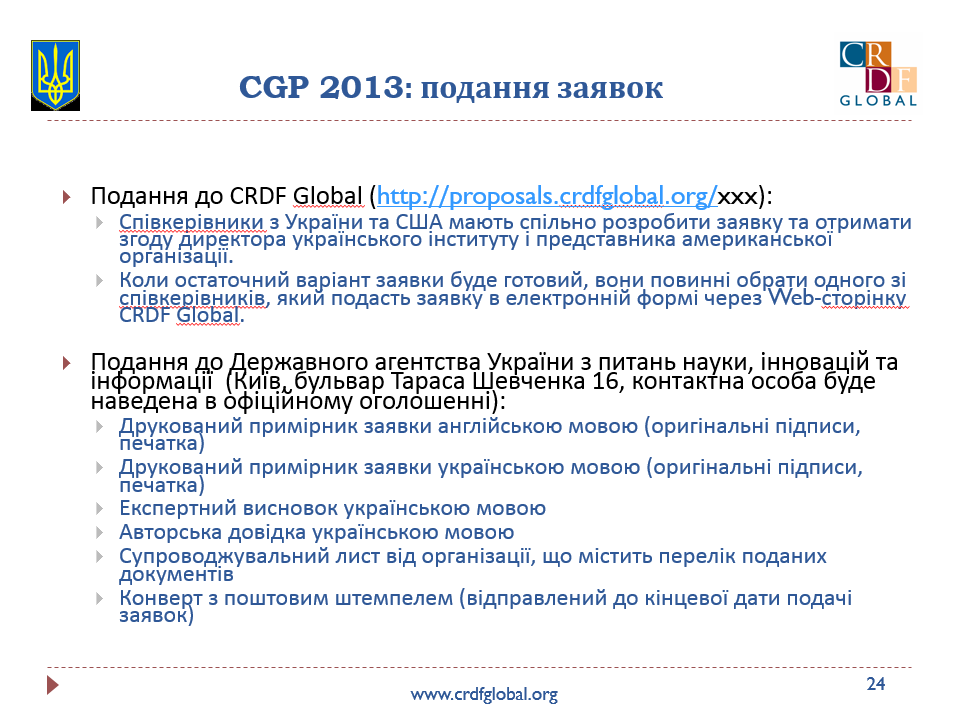 CRDF
GLOBAL
CGP 2013: подання заявок
Подання до CRDF Global (http://proposals.crdfglobal.org/xxx):
Співкерівники з України та США мають спільно розробити заявку та отримати
згоду директора українського інституту і представника американської
організації.
Коли остаточний варіант заявки буде готовий, вони повинні обрати одного зі
співкерівників, який подасть заявку в електронній формі через Web-сторінку
CRDF Global.
Подання до Державного агентства України з питань науки, інновацій та
інформації (Київ, бульвар Тараса Шевченка 16, контактна особа буде
наведена в офіційному оголошенні):
Друкований примірник заявки англійською мовою (оригінальні підписи,
печатка)
Друкований примірник заявки українською мовою (оригінальні підписи,
печатка)
Експертний висновок українською мовою
Авторська довідка українською мовою
Супроводжувальний лист від організації, що містить перелік поданих
документів
Конверт з поштовим штемпелем (відправлений до кінцевої дати подачі
заявок)
www.crdfglobal.org
24